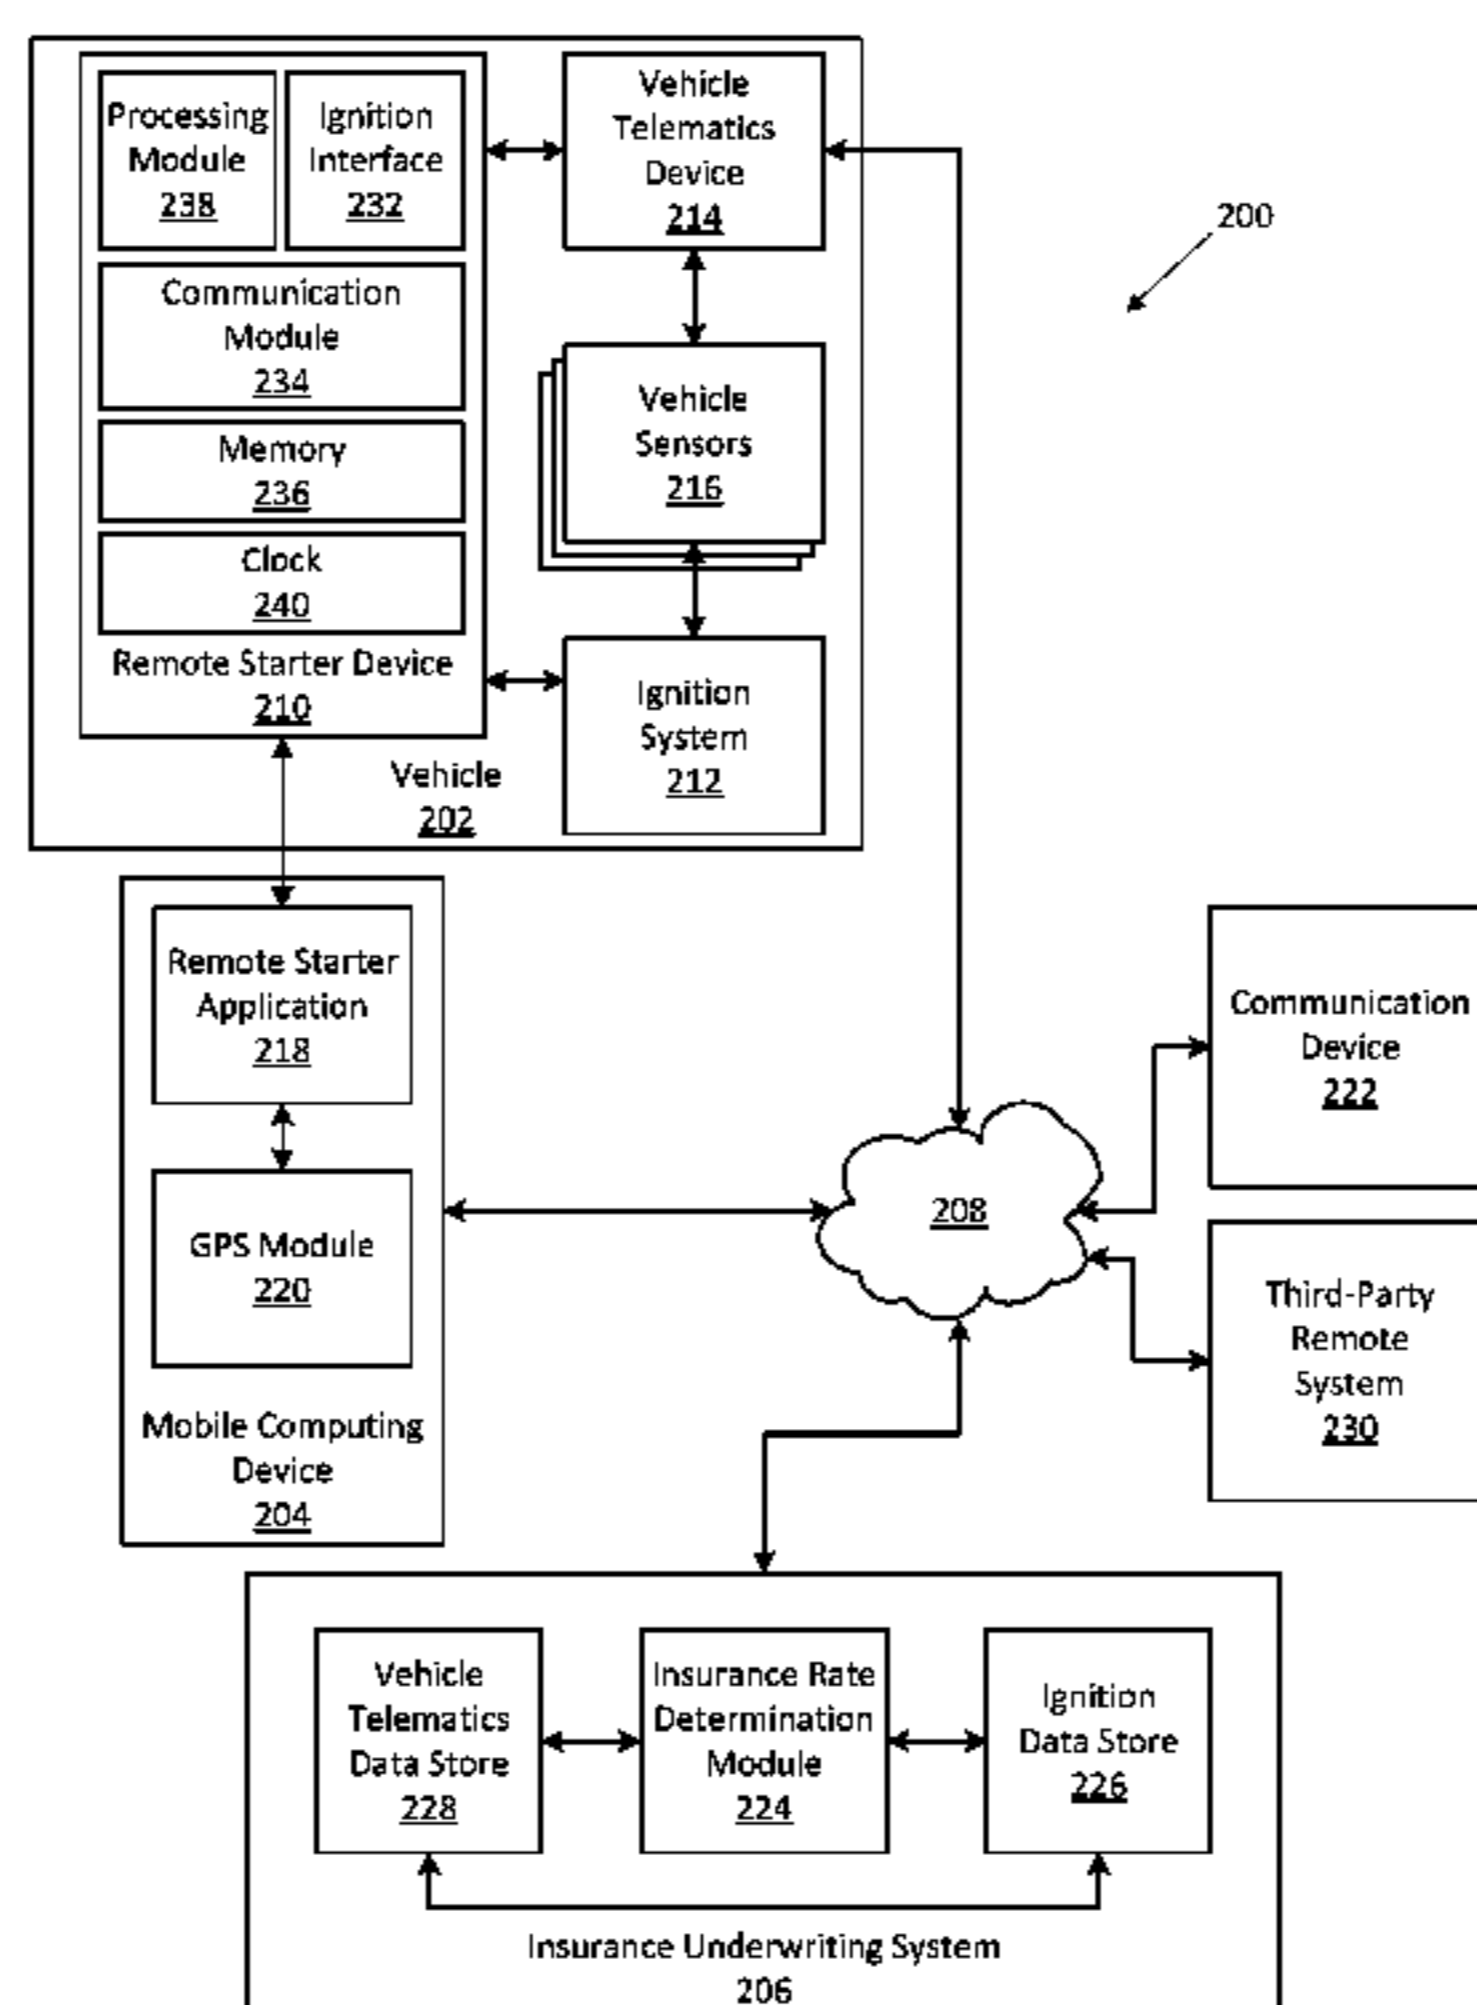 Processing
Module
238
Ignition
Interface
232
Communication
Module
234
Memory
236
Clock
240
Remote Starter Device
210
Vehicle
Telematics
Device
214
Vehicle
Sensors
216
Ignition
System
212
Vehicle
202
200
Remote Starter
Application
218
GPS Module
220
Mobile Computing
Device
204
208
Communication
Device
222
Third-Party
Remote
System
230
Vehicle
Telematics
Data Store
228
Insurance Rate
Determination
Module
224
Ignition
Data Store
226
Insurance Underwriting System
206